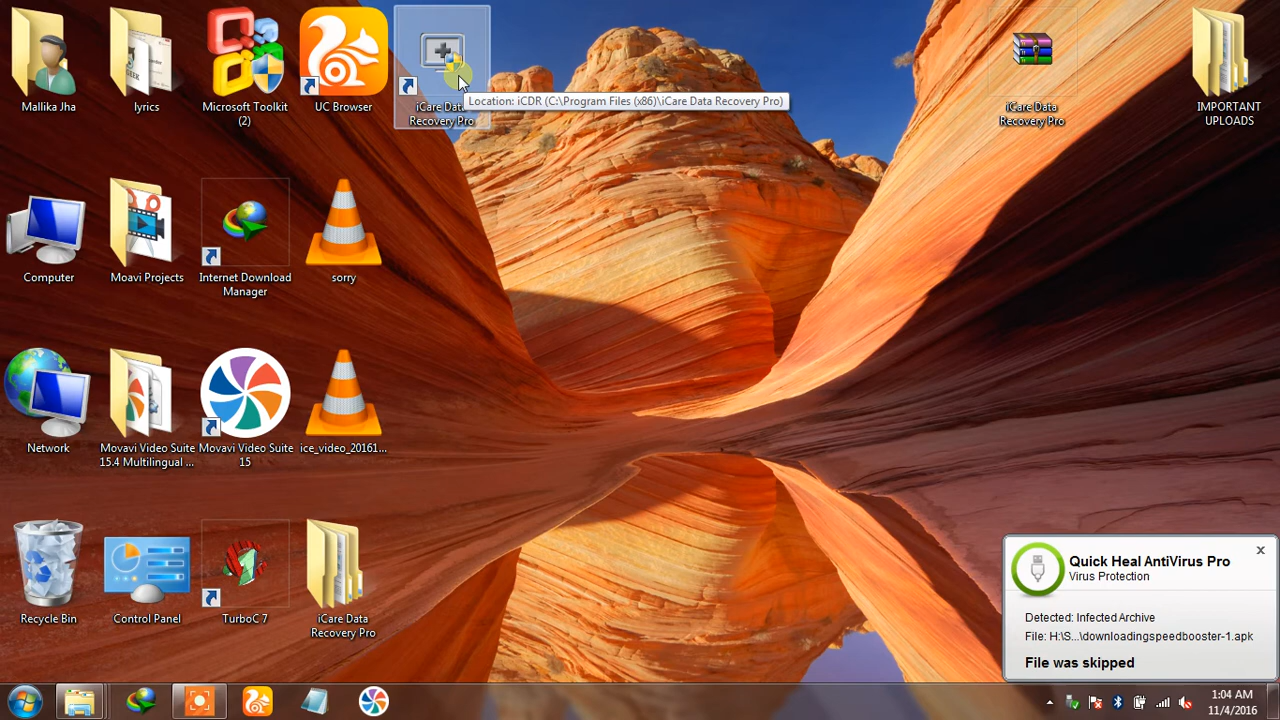 Mallika Jha
lyrics
Microsoft Toolkit
(2)
UC Browser
iCare Data
Recovery Pro
Location: iCDR (C:\Program Files (x86)\iCare Data Recovery Pro)
iCare Data
Recovery Pro
IMPORTANT
UPLOADS
Computer
Moavi Projects
Internet Download
Manager
sorry
Network
Movavi Video Suite
15.4 Multilingual ...
Movavi Video Suite
15
ice_video_20161...
Recycle Bin
Control Panel
TurboC 7
iCare Data
Recovery Pro
Quick Heal AntiVirus Pro
Virus Protection
Detected: Infected Archive
File: H:\S...\downloadingspeedbooster-1.apk
File was skipped
1:04 AM
11/4/2016